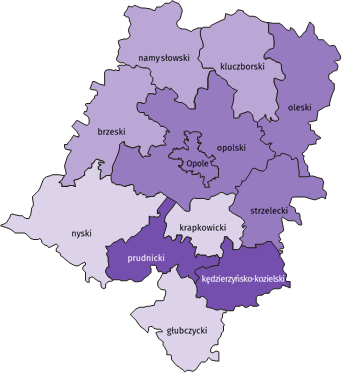 namysłowski
kluczborski
oleski
brzeski
opolski
Opole
strzelecki
krapkowicki
nyski
prudnicki
kędzierzyńsko-kozielski
głubczycki